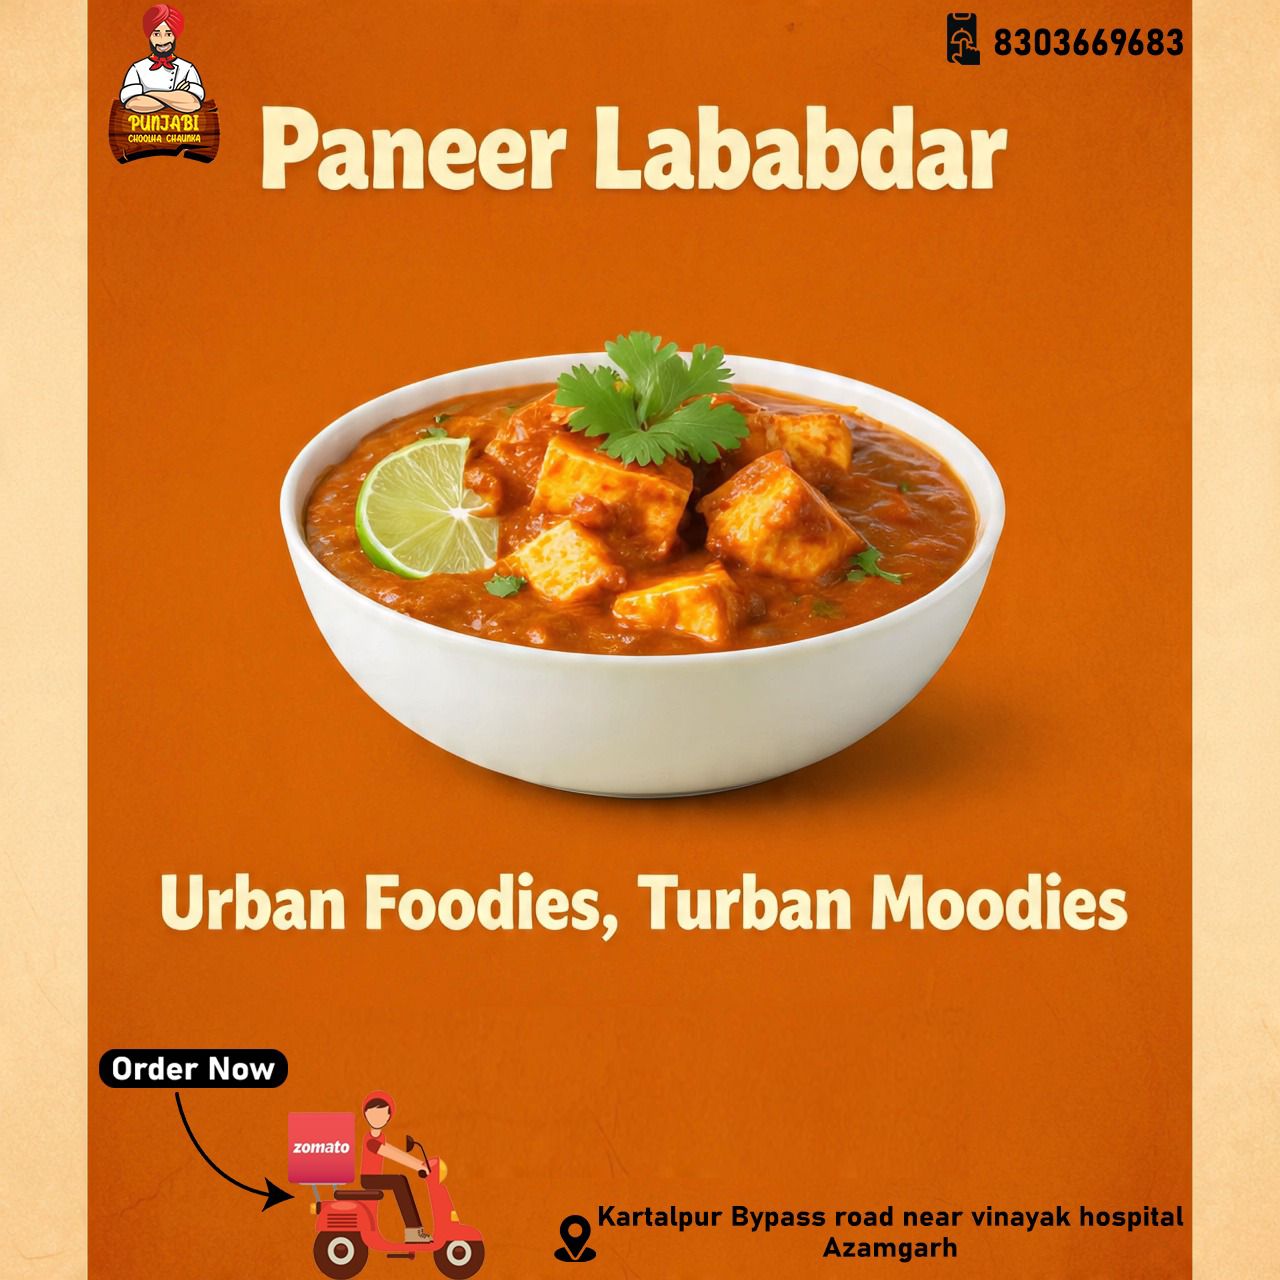 PUNJABI
CHOOLHA CHAUNKA
8303669683
Paneer Lababdar
Urban Foodies, Turban Moodies
Order Now
zomato
Kartalpur Bypass road near vinayak hospital
Azamgarh